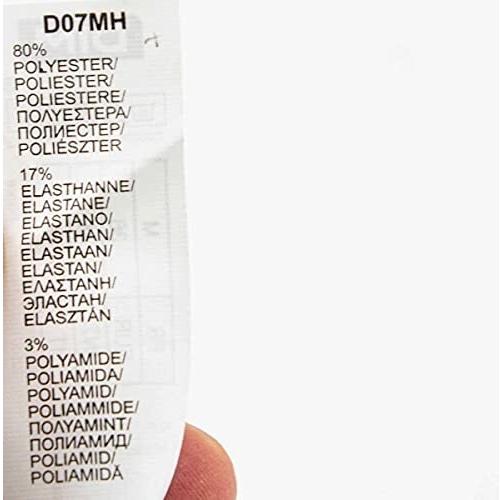 D07MH
80%
POLYESTER/
POLIESTER/
POLIESTERE/
ΠΟΛΥΕΣΤΕΡΑ/
ПОЛИЕСТЕР/
POLIÉSZTER
17%
ELASTHANNE/
ELASTANE/
ELASTANO/
ELASTHAN/
ELASTAAN/
ELASTAN/
ΕΛΑΣΤΑΝΗ/
ЭЛАСТАН/
ELASZTÁN
3%
POLYAMIDE/
POLIAMIDA/
POLYAMID/
POLIAMMIDE/
ΠΟΛΥΑΜΙΝΤ/
ПОЛИАМИД/
POLIAMID/
POLIAMIDĂ